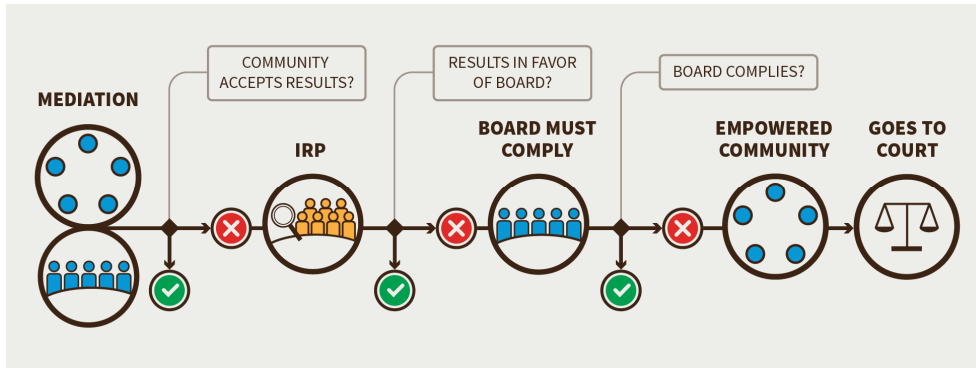 COMMUNITY
ACCEPTS RESULTS?
RESULTS IN FAVOR
OF BOARD?
BOARD COMPLIES?
MEDIATION
IRP
BOARD MUST
COMPLY
EMPOWERED
COMMUNITY
GOES TO
COURT